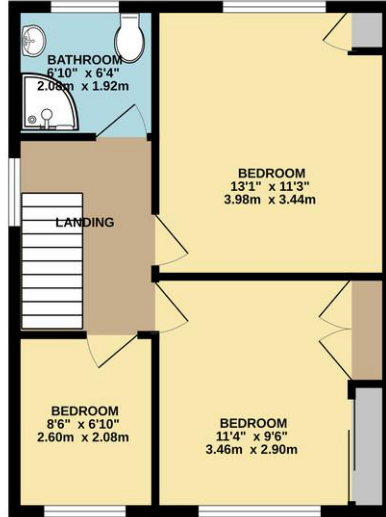 BATHROOM
6'10" x 6'4"
2.08m x 1.92m
BEDROOM
13'1" x 11'3"
3.98m x 3.44m
LANDING
BEDROOM
8'6" x 6'10"
2.60m x 2.08m
BEDROOM
11'4" x 9'6"
3.46m x 2.90m